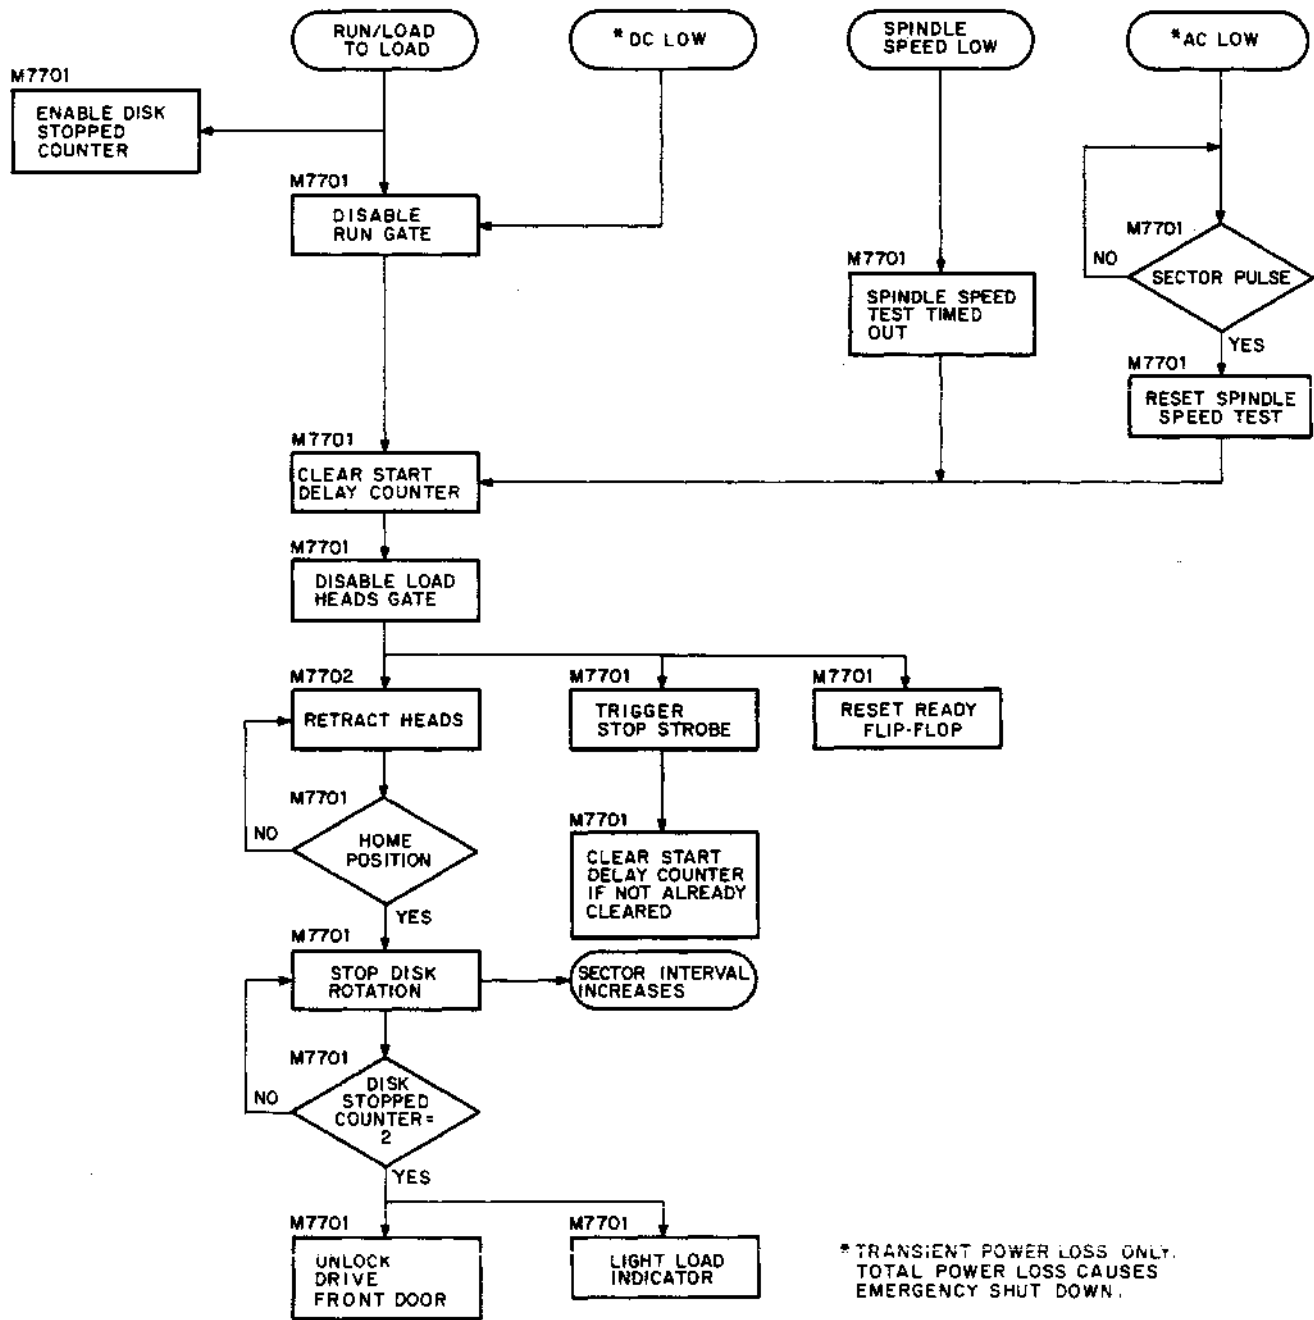 RUN/LOAD
TO LOAD
* DC LOW
SPINDLE
SPEED LOW
*AC LOW
M7701
ENABLE DISK
STOPPED
COUNTER
M7701
DISABLE
RUN GATE
M7701
SECTOR PULSE
NO
YES
M7701
SPINDLE SPEED
TEST TIMED
OUT
M7701
RESET SPINDLE
SPEED TEST
M7701
CLEAR START
DELAY COUNTER
M7701
DISABLE LOAD
HEADS GATE
M7702
RETRACT HEADS
M7701
TRIGGER
STOP STROBE
M7701
RESET READY
FLIP-FLOP
M7701
HOME
POSITION
NO
YES
M7701
CLEAR START
DELAY COUNTER
IF NOT ALREADY
CLEARED
M7701
STOP DISK
ROTATION
SECTOR INTERVAL
INCREASES
M7701
DISK
STOPPED
COUNTER=
2
NO
YES
M7701
UNLOCK
DRIVE
FRONT DOOR
M7701
LIGHT LOAD
INDICATOR
* TRANSIENT POWER LOSS ONLY.
TOTAL POWER LOSS CAUSES
EMERGENCY SHUT DOWN.